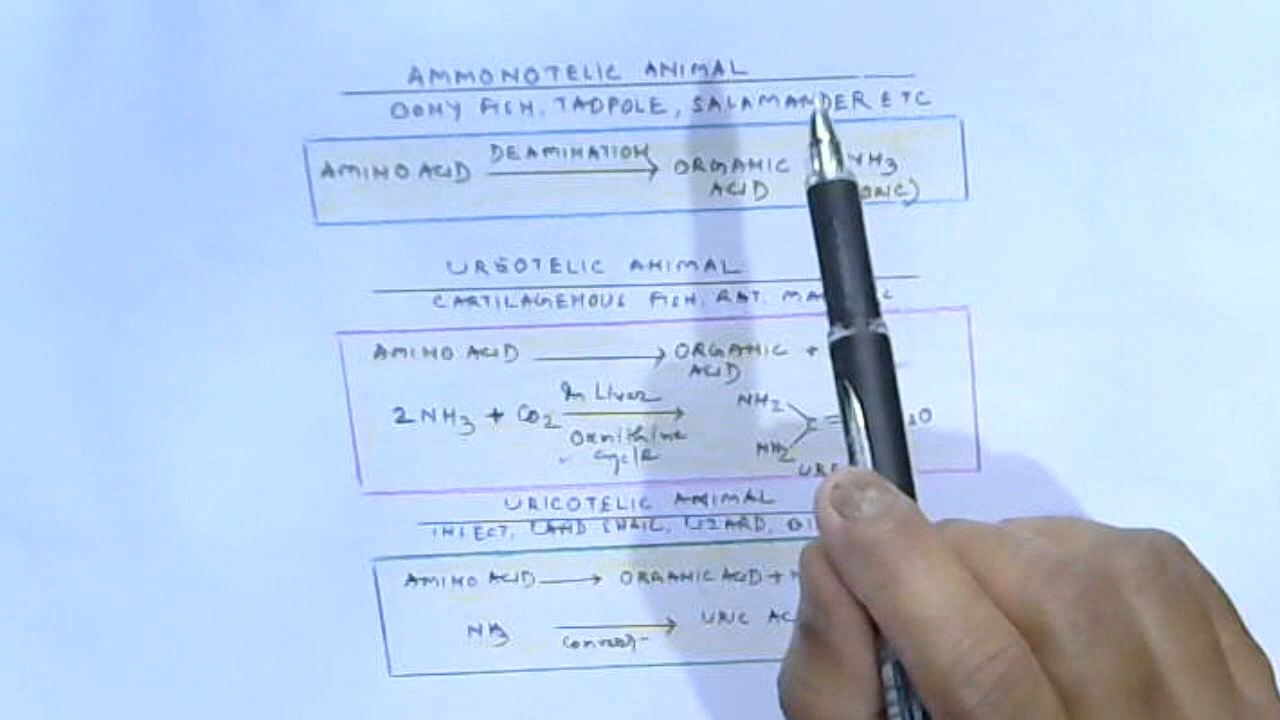 AMMONOTELIC ANIMAL
BONY FISH, TADPOLE, SALAMANDER ETC
AMINO ACID DEAMINATION ORGANIC NH3
ACID
UREOTELIC ANIMAL
CARTILAGENOUS FISH, RAT,
AMINO ACID ORGANIC +
ACID
In Liver NH2
2NH3 + CO2 C =
Ornithine NH2
cycle
URICOTELIC ANIMAL
INSECT, LAND SNAIL, LIZARD,
AMINO ACID ORGANIC ACID +
NH3 URIC